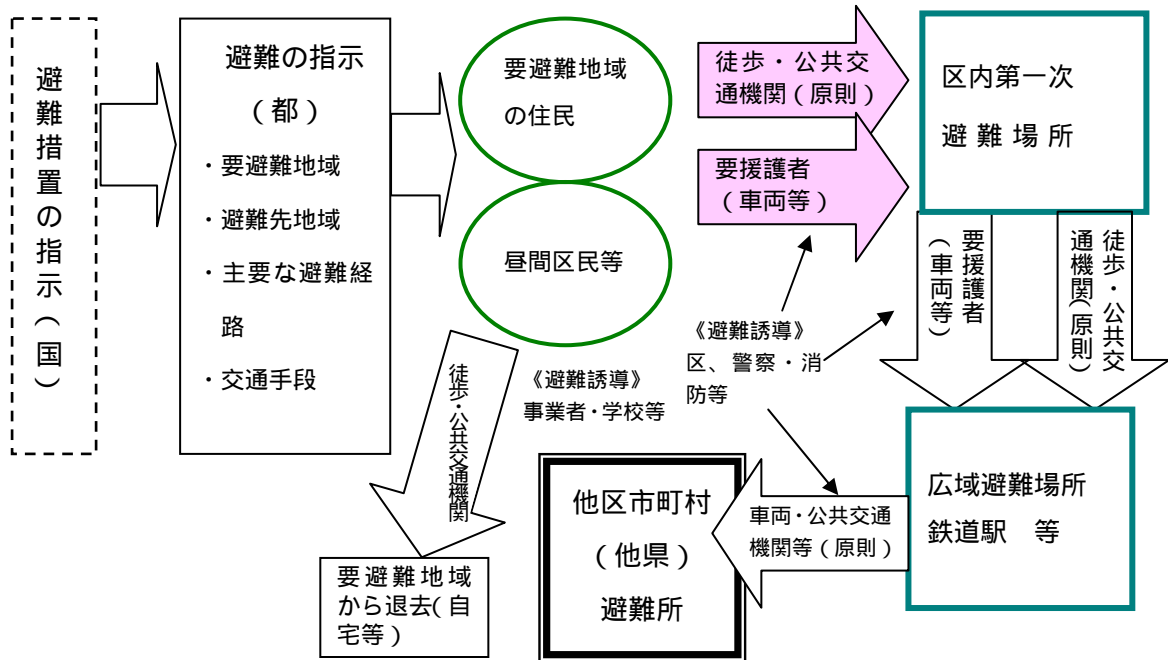 避難措置の指示(国)
避難の指示
(都)
・要避難地域
・避難先地域
・主要な避難経
路
・交通手段
要避難地域
の住民
昼間区民等
徒歩・公共交
通機関(原則)
要援護者
(車両等)
区内第一次
避難場所
要援護者
(車両等)
徒歩・公共交
通機関(原則)
《避難誘導》
区、警察・消
防等
《避難誘導》
事業者・学校等
徒歩・公共交通機関
要避難地域
から退去(自
宅等)
他区市町村
(他県)
避難所
車両・公共交通
機関等(原則)
広域避難場所
鉄道駅 等